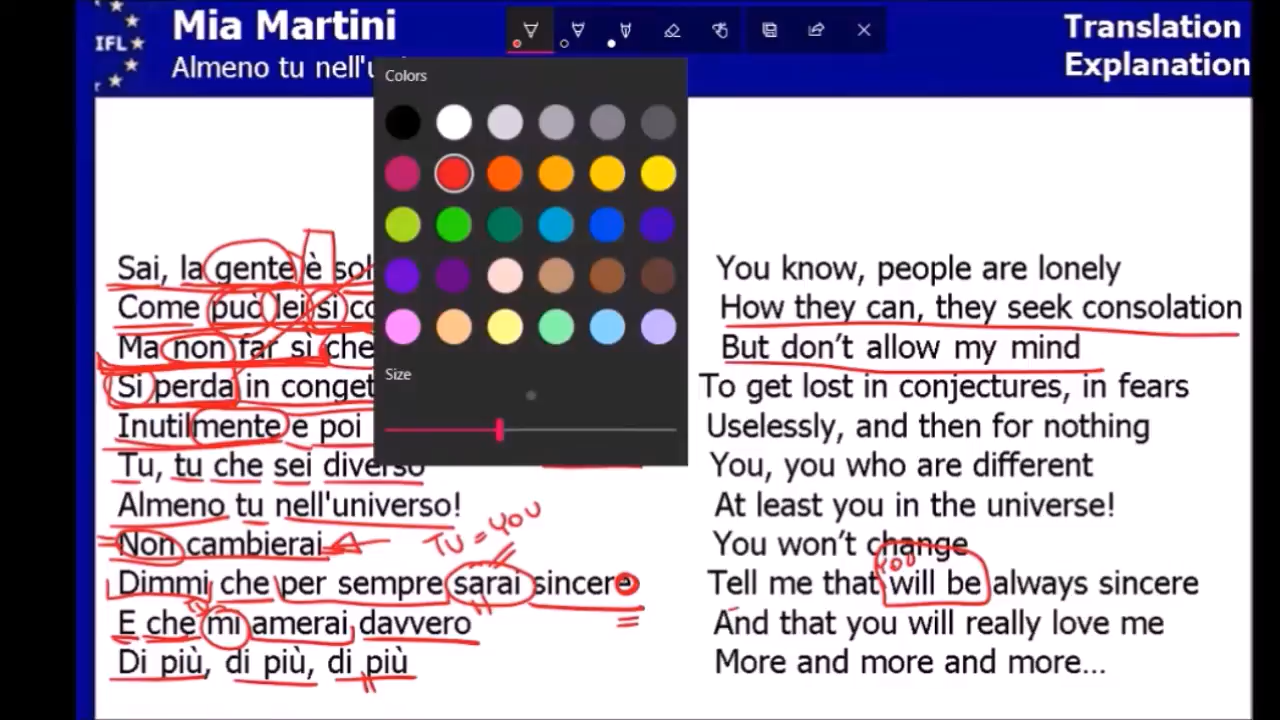 IFL
Mia Martini
Almeno tu nell'u
Translation
Explanation
Colors
Size
Sai, la gente è sol
Come può lei si co
Ma non far sì che
Si perda in conget
Inutilmente e poi
Tu, tu che sei diverso
Almeno tu nell'universo!
Non cambierai
TU = YOU
Dimmi che per sempre sarai sincero
E che mi amerai davvero
Di più, di più, di più
You know, people are lonely
How they can, they seek consolation
But don't allow my mind
To get lost in conjectures, in fears
Uselessly, and then for nothing
You, you who are different
At least you in the universe!
You won't change
YOU
Tell me that will be always sincere
And that you will really love me
More and more and more...